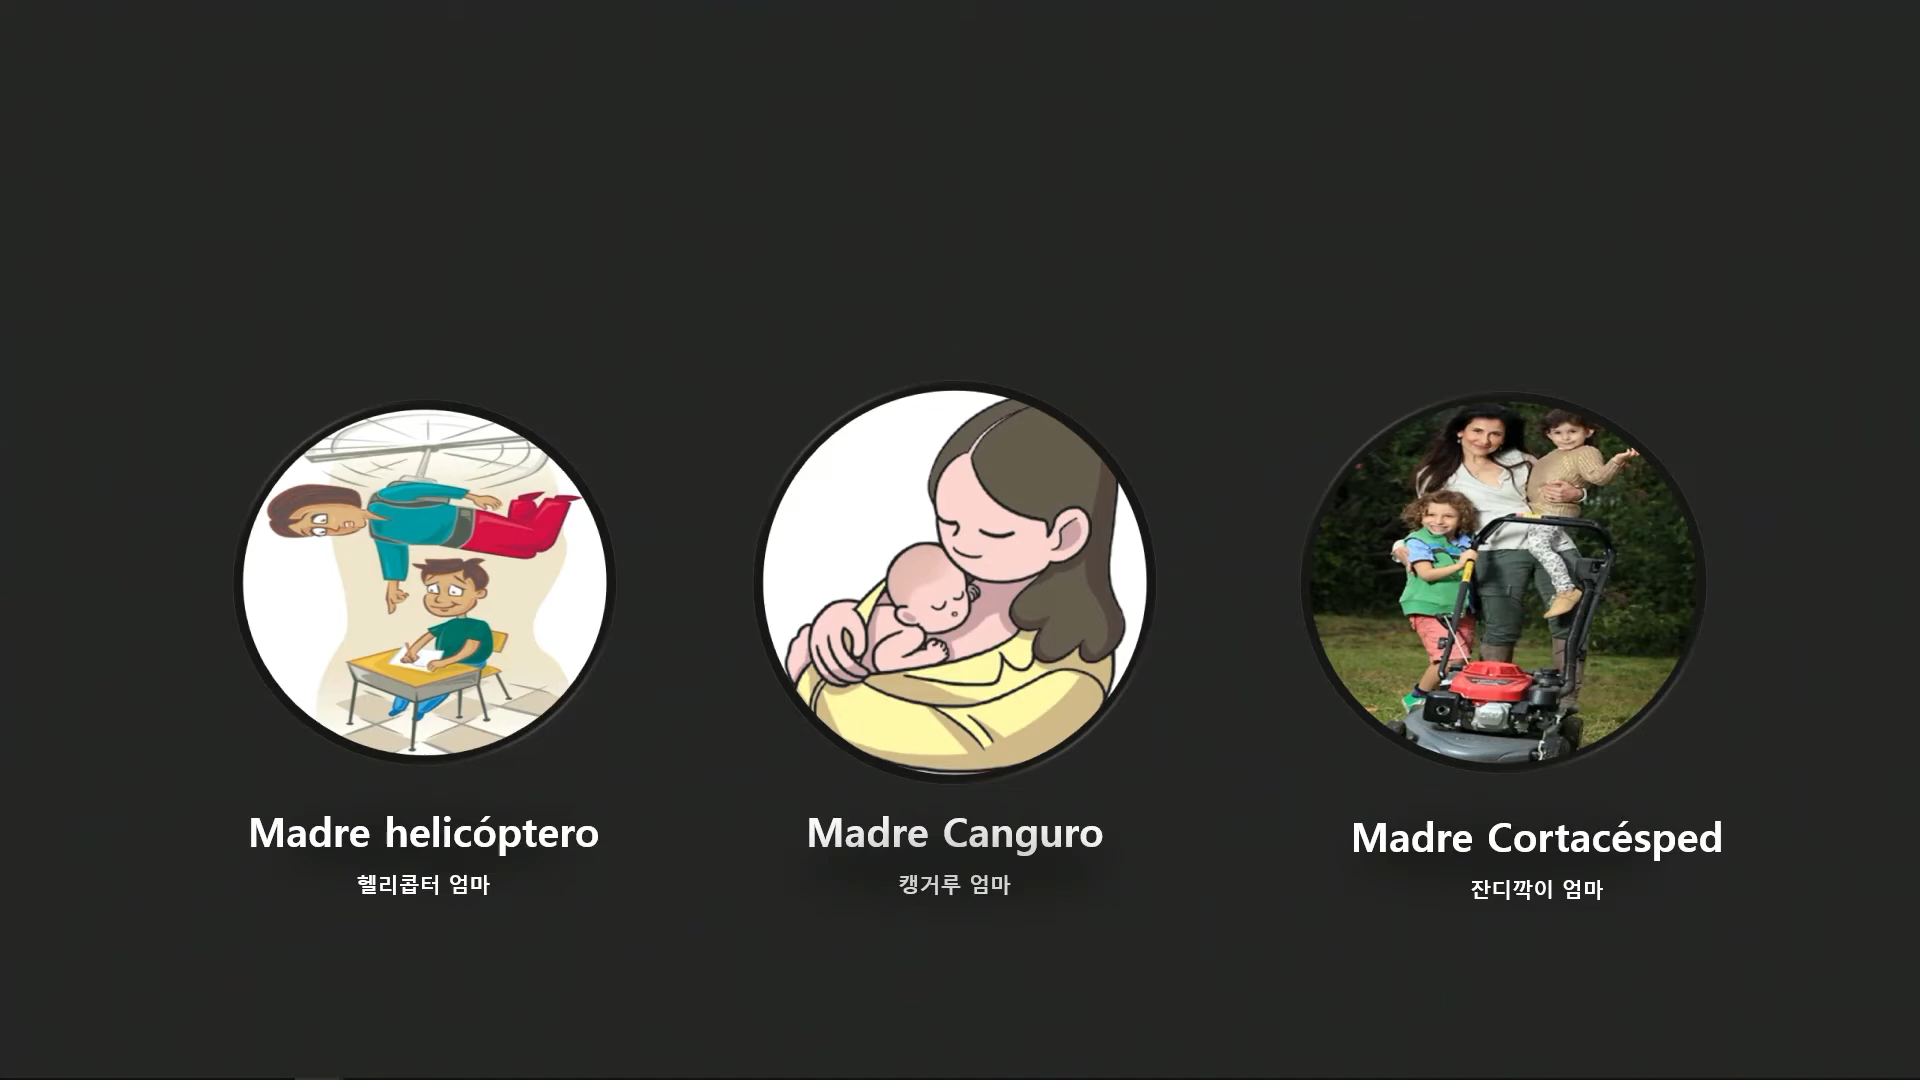 Madre helicóptero
헬리콥터 엄마
Madre Canguro
캥거루 엄마
Madre Cortacésped
잔디깍이 엄마